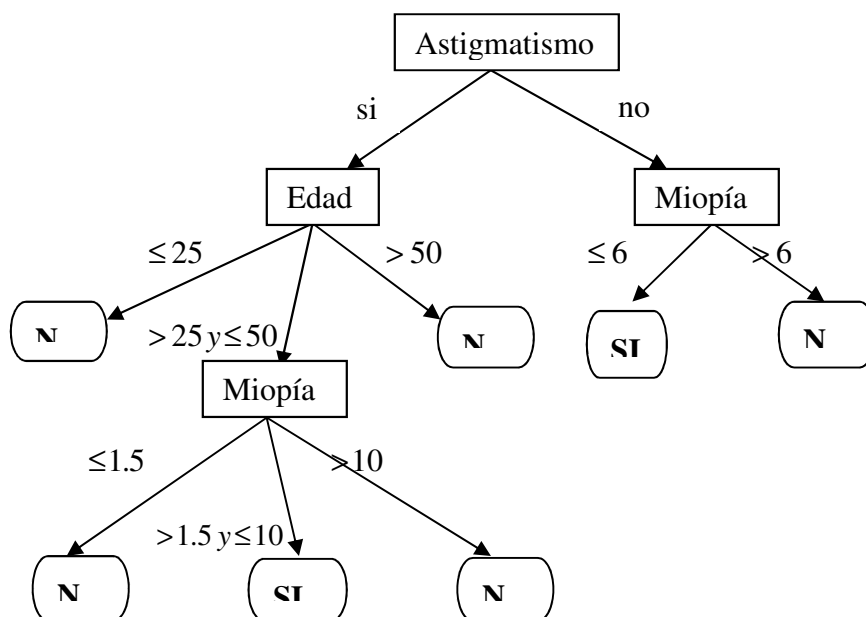 Astigmatismo
si
no
Edad
Miopía
≤ 25
> 50
≤ 6
> 6
N
> 25 y ≤ 50
N
SI
N
Miopía
≤ 1.5
> 10
> 1.5 y ≤ 10
N
SI
N